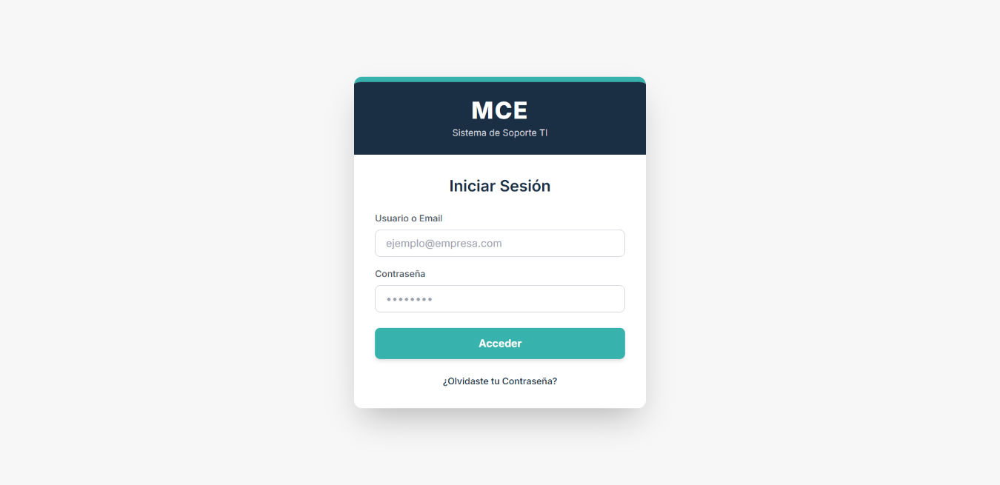 MCE
Sistema de Soporte TI
Iniciar Sesión
Usuario o Email
ejemplo@empresa.com
Contraseña
••••••••
Acceder
¿Olvidaste tu Contraseña?